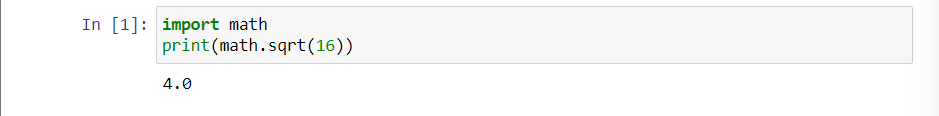 In [1]: import math
print(math.sqrt(16))
4.0